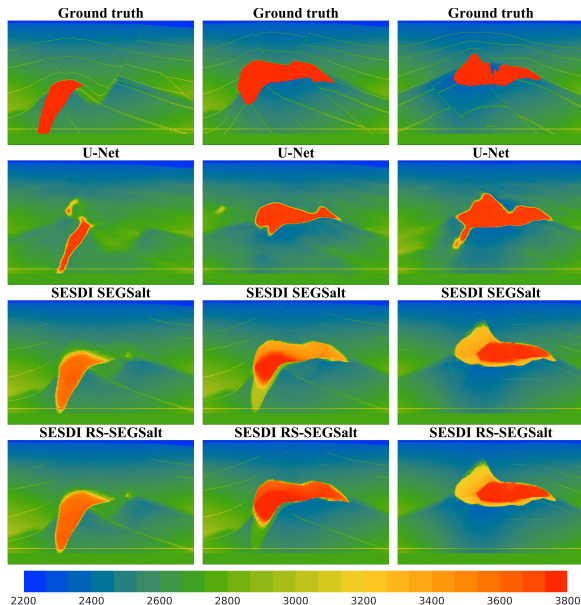 Ground truth Ground truth Ground truth
U-Net U-Net U-Net
SESDI SEGSalt SESDI SEGSalt SESDI SEGSalt
SESDI RS-SEGSalt SESDI RS-SEGSalt SESDI RS-SEGSalt
2200 2400 2600 2800 3000 3200 3400 3600 3800